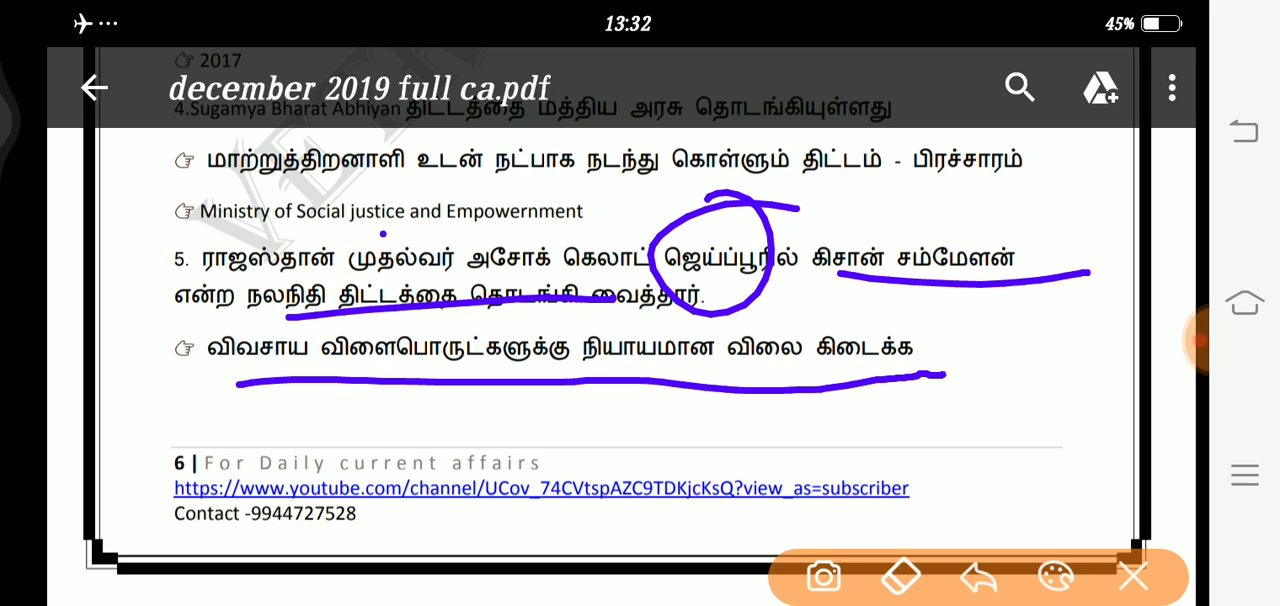 13:32
45%
2017
december 2019 full ca.pdf
4.Sugamya Bharat Abhiyan திட்டத்தை மத்திய அரசு தொடங்கியுள்ளது
மாற்றுத்திறனாளி உடன் நட்பாக நடந்து கொள்ளும் திட்டம் - பிரச்சாரம்
Ministry of Social justice and Empowernment
5. ராஜஸ்தான் முதல்வர் அசோக் கெலாட் ஜெய்ப்பூரில் கிசான் சம்மேளன்
என்ற நலநிதி திட்டத்தை தொடங்கி வைத்தார்.
விவசாய விளைபொருட்களுக்கு நியாயமான விலை கிடைக்க
6 | For Daily current affairs
https://www.youtube.com/channel/UCov_74CVtspAZC9TDKjcKsQ?view_as=subscriber
Contact -9944727528